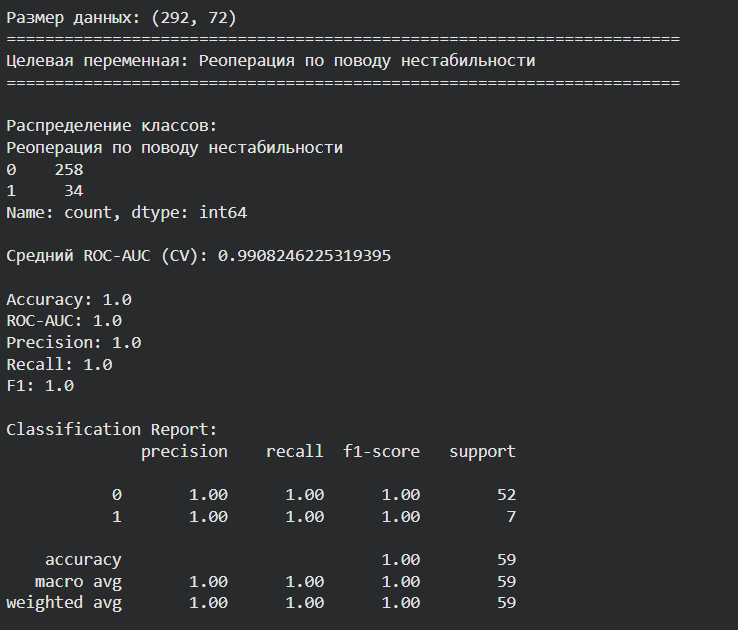 Размер данных: (292, 72)
======================================================================
Целевая переменная: Реоперация по поводу нестабильности
======================================================================
Распределение классов:
Реоперация по поводу нестабильности
0    258
1     34
Name: count, dtype: int64
Средний ROC-AUC (CV): 0.9908246225319395
Accuracy: 1.0
ROC-AUC: 1.0
Precision: 1.0
Recall: 1.0
F1: 1.0
Classification Report:
              precision    recall  f1-score   support
           0       1.00      1.00      1.00        52
           1       1.00      1.00      1.00         7
    accuracy                           1.00        59
   macro avg       1.00      1.00      1.00        59
weighted avg       1.00      1.00      1.00        59